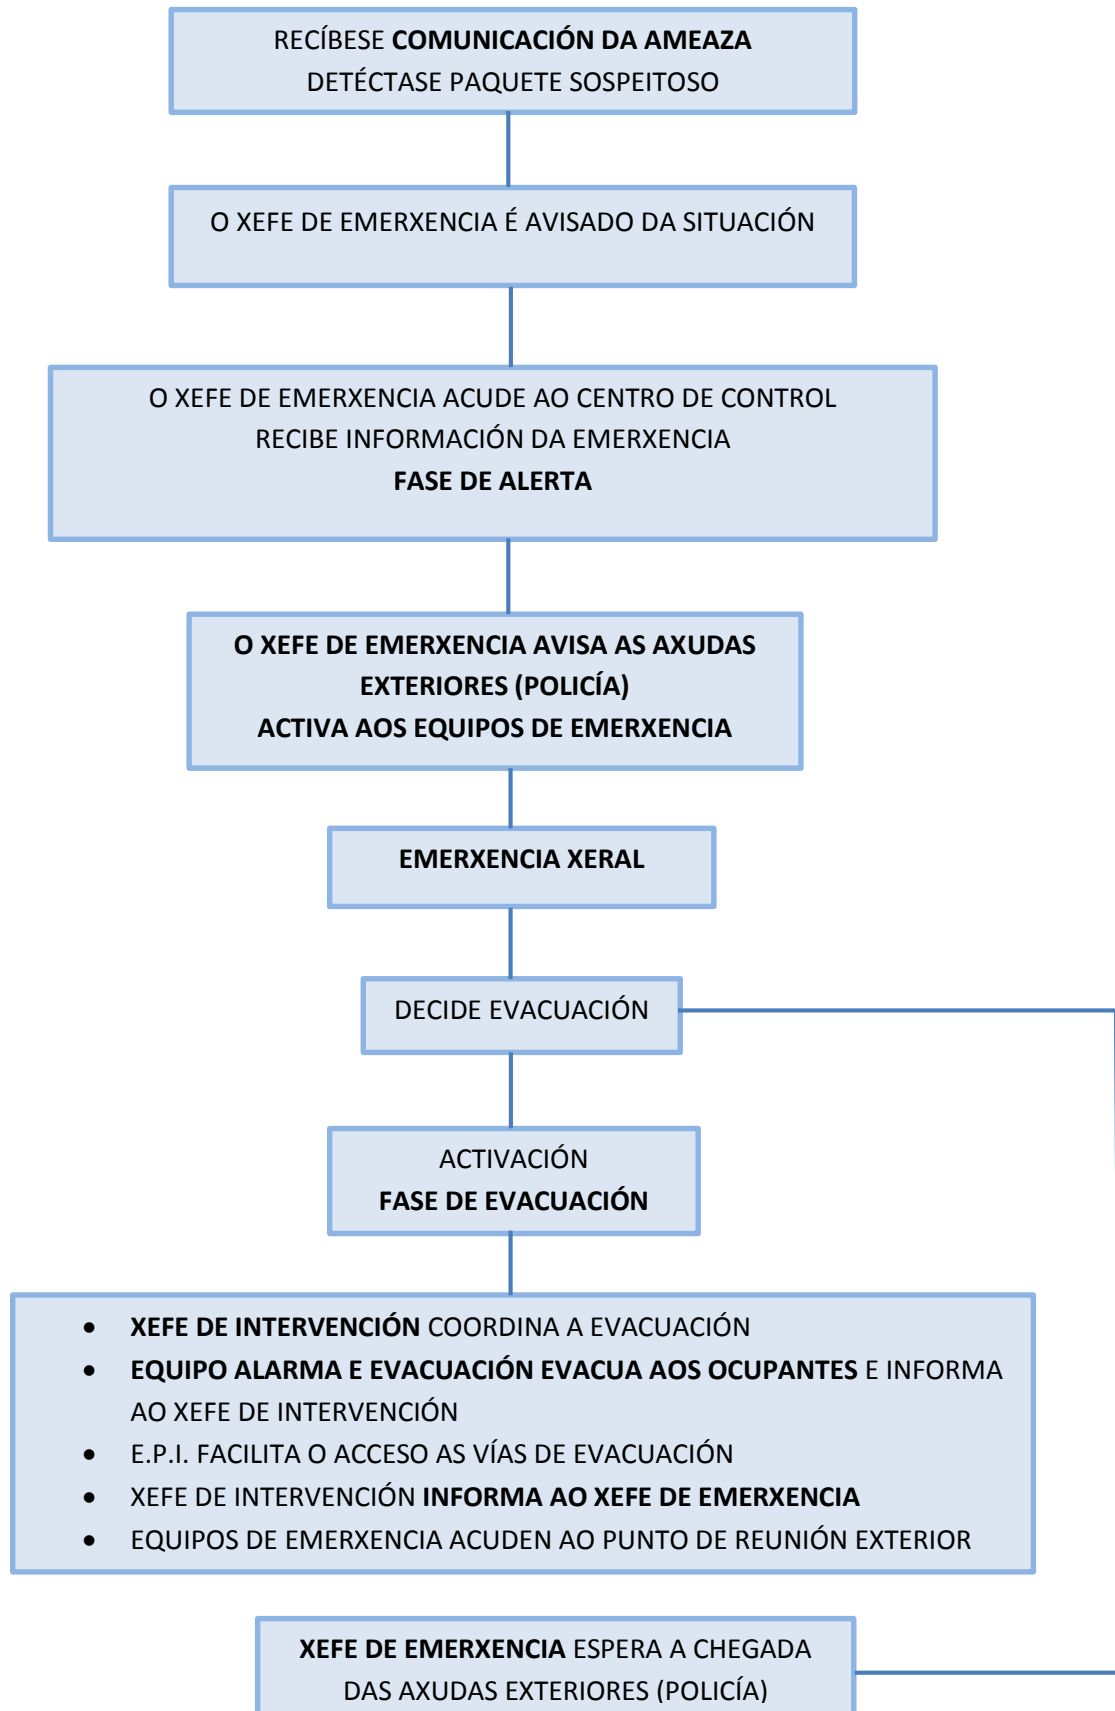 RECÍBESE COMUNICACIÓN DA AMEAZA
DETÉCTASE PAQUETE SOSPEITOSO
O XEFE DE EMERXENCIA É AVISADO DA SITUACIÓN
O XEFE DE EMERXENCIA ACUDE AO CENTRO DE CONTROL
RECIBE INFORMACIÓN DA EMERXENCIA
FASE DE ALERTA
O XEFE DE EMERXENCIA AVISA AS AXUDAS
EXTERIORES (POLICÍA)
ACTIVA AOS EQUIPOS DE EMERXENCIA
EMERXENCIA XERAL
DECIDE EVACUACIÓN
ACTIVACIÓN
FASE DE EVACUACIÓN
• XEFE DE INTERVENCIÓN COORDINA A EVACUACIÓN
• EQUIPO ALARMA E EVACUACIÓN EVACUA AOS OCUPANTES E INFORMA
AO XEFE DE INTERVENCIÓN
• E.P.I. FACILITA O ACCESO AS VÍAS DE EVACUACIÓN
• XEFE DE INTERVENCIÓN INFORMA AO XEFE DE EMERXENCIA
• EQUIPOS DE EMERXENCIA ACUDEN AO PUNTO DE REUNIÓN EXTERIOR
XEFE DE EMERXENCIA ESPERA A CHEGADA
DAS AXUDAS EXTERIORES (POLICÍA)